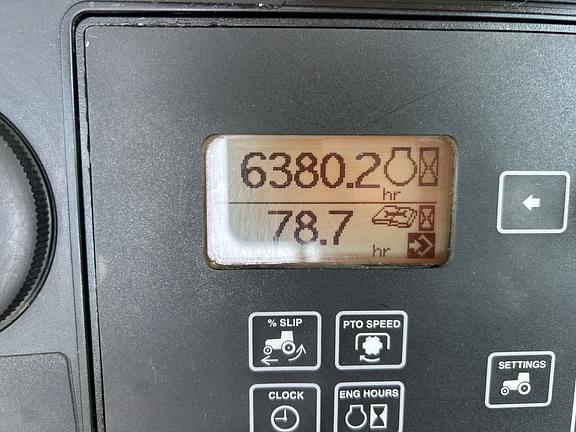 6380.2
hr
78.7
hr
% SLIP
PTO SPEED
SETTINGS
CLOCK
ENG HOURS